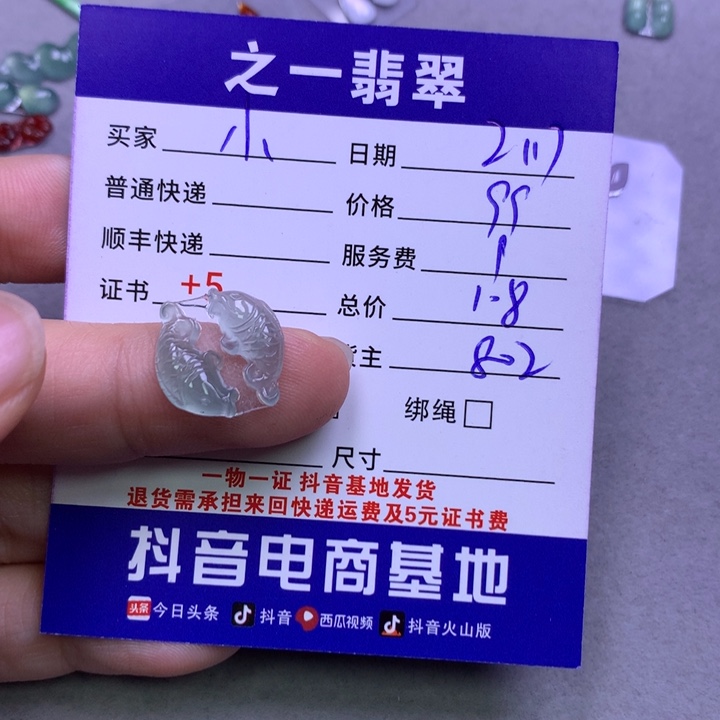 之一翡翠
买家 小 日期
普通快递 价格 99
顺丰快递 服务费
证书 +5 总价 1-8
货主 8-2
绑绳
尺寸
一物一证 抖音基地发货
退货需承担来回快递运费及5元证书费
抖音电商基地
头条 今日头条 抖音 西瓜视频 抖音火山版